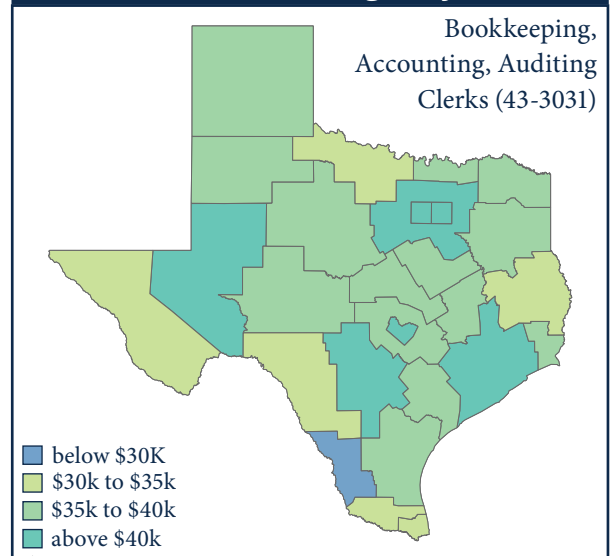 Bookkeeping,
Accounting, Auditing
Clerks (43-3031)
below $30K
$30k to $35k
$35k to $40k
above $40k